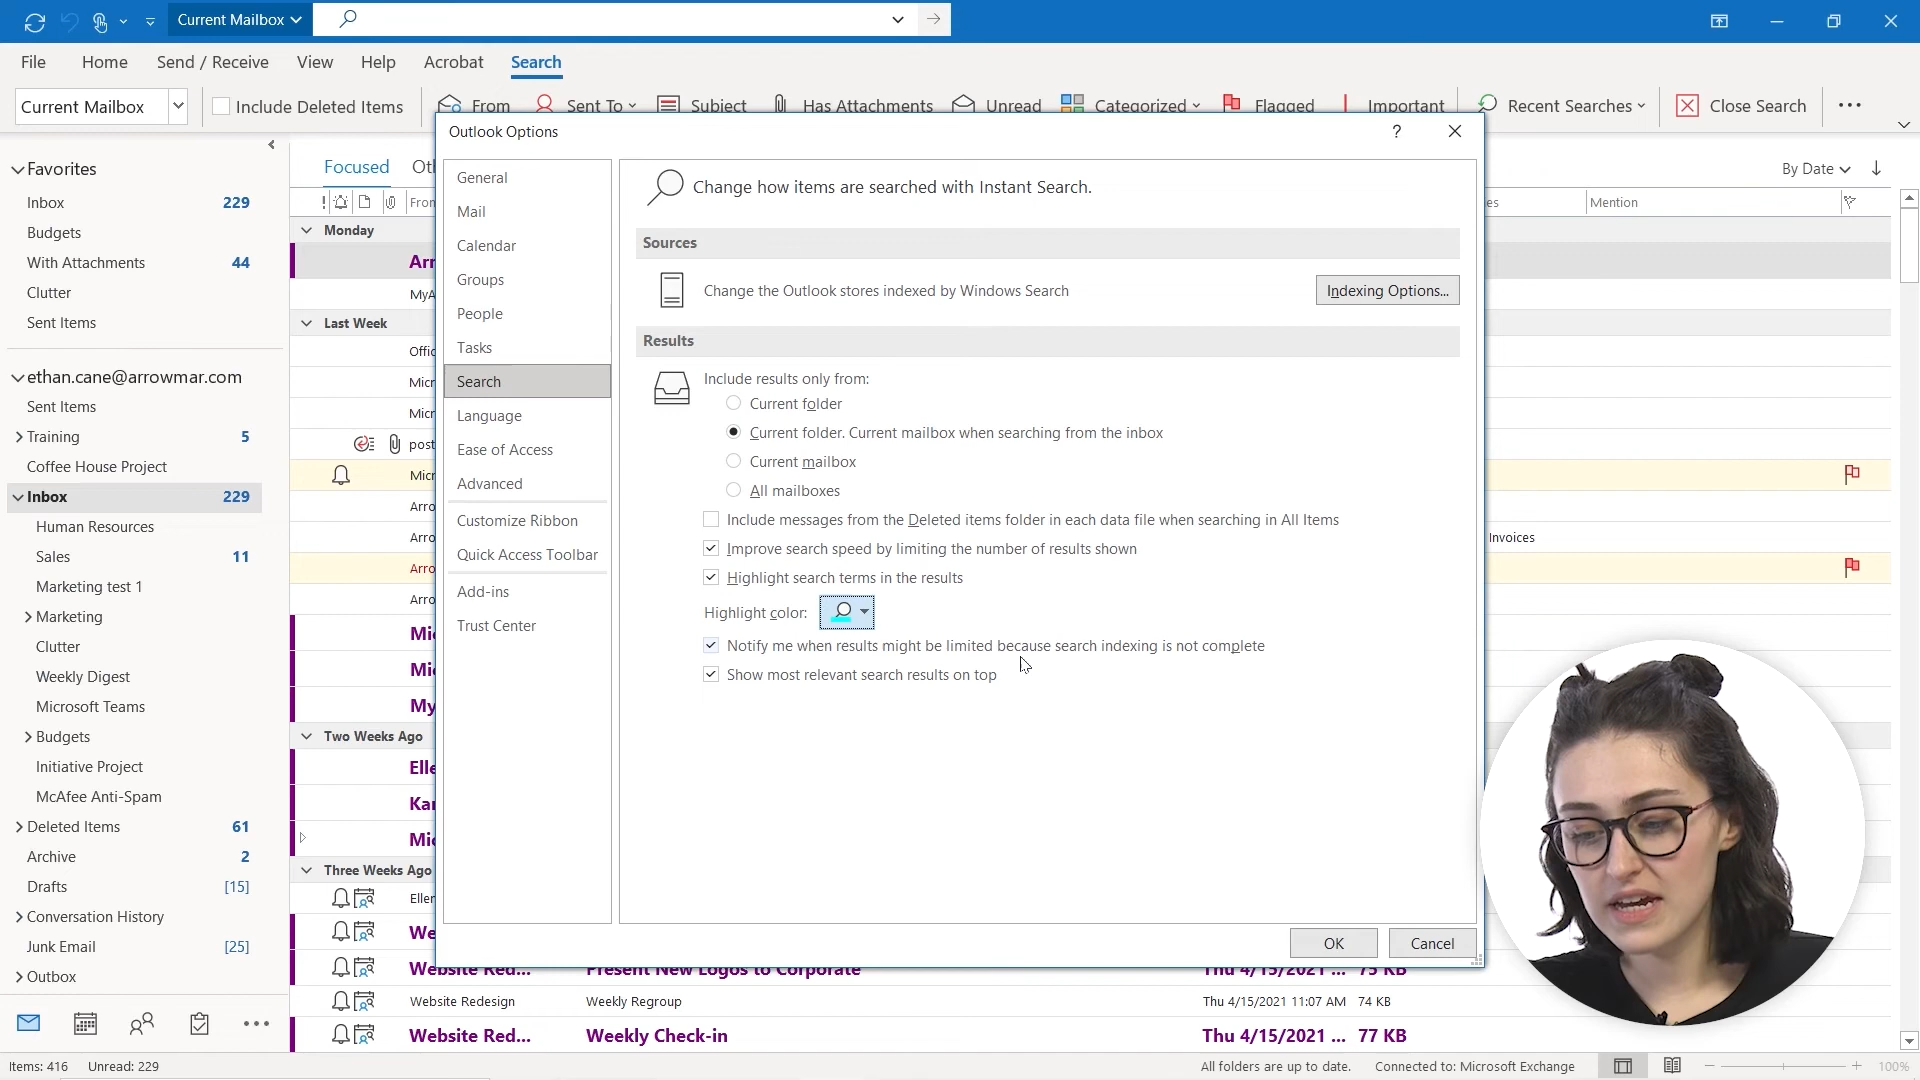 Current Mailbox
File Home Send / Receive View Help Acrobat Search
Current Mailbox Include Deleted Items From Sent To Subject Has Attachments Unread Categorized Flagged Important Recent Searches Close Search
Favorites
Inbox 229
Budgets
With Attachments 44
Clutter
Sent Items
ethan.cane@arrowmar.com
Sent Items
Training 5
Coffee House Project
Inbox 229
Human Resources
Sales 11
Marketing test 1
Marketing
Clutter
Weekly Digest
Microsoft Teams
Budgets
Initiative Project
McAfee Anti-Spam
Deleted Items 61
Archive 2
Drafts [15]
Conversation History
Junk Email [25]
Outbox
Focused
By Date
Mention
Monday
Last Week
Invoices
Two Weeks Ago
Three Weeks Ago
Outlook Options
General
Mail
Calendar
Groups
People
Tasks
Search
Language
Ease of Access
Advanced
Customize Ribbon
Quick Access Toolbar
Add-ins
Trust Center
Change how items are searched with Instant Search.
Sources
Change the Outlook stores indexed by Windows Search Indexing Options...
Results
Include results only from:
Current folder
Current folder. Current mailbox when searching from the inbox
Current mailbox
All mailboxes
Include messages from the Deleted items folder in each data file when searching in All Items
Improve search speed by limiting the number of results shown
Highlight search terms in the results
Highlight color:
Notify me when results might be limited because search indexing is not complete
Show most relevant search results on top
OK Cancel
Website Red... Present New Logos to Corporate Thu 4/15/2021 ... 75 KB
Website Redesign Weekly Regroup Thu 4/15/2021 11:07 AM 74 KB
Website Red... Weekly Check-in Thu 4/15/2021 ... 77 KB
Items: 416 Unread: 229 All folders are up to date. Connected to: Microsoft Exchange 100%